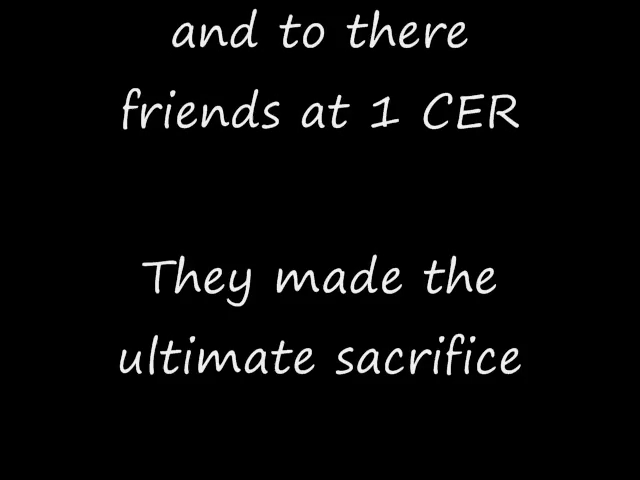 and to there
friends at 1 CER
They made the
ultimate sacrifice